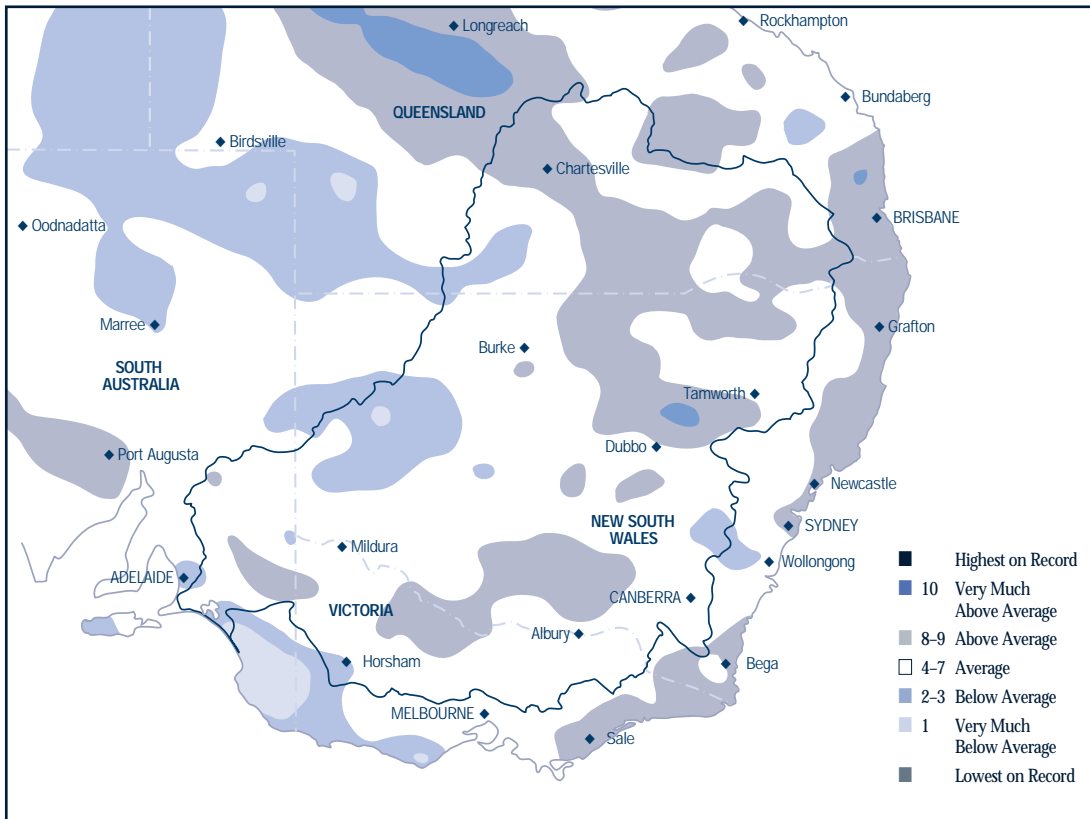 Longreach
Rockhampton
QUEENSLAND
Bundaberg
Birdsville
Chartesville
Oodnadatta
BRISBANE
Marree
Grafton
Burke
SOUTH
AUSTRALIA
Tamworth
Dubbo
Port Augusta
Newcastle
NEW SOUTH
WALES
SYDNEY
Mildura
Wollongong
ADELAIDE
VICTORIA
CANBERRA
Albury
Horsham
Bega
MELBOURNE
Sale
Highest on Record
10 Very Much
Above Average
8–9 Above Average
4–7 Average
2–3 Below Average
1 Very Much
Below Average
Lowest on Record